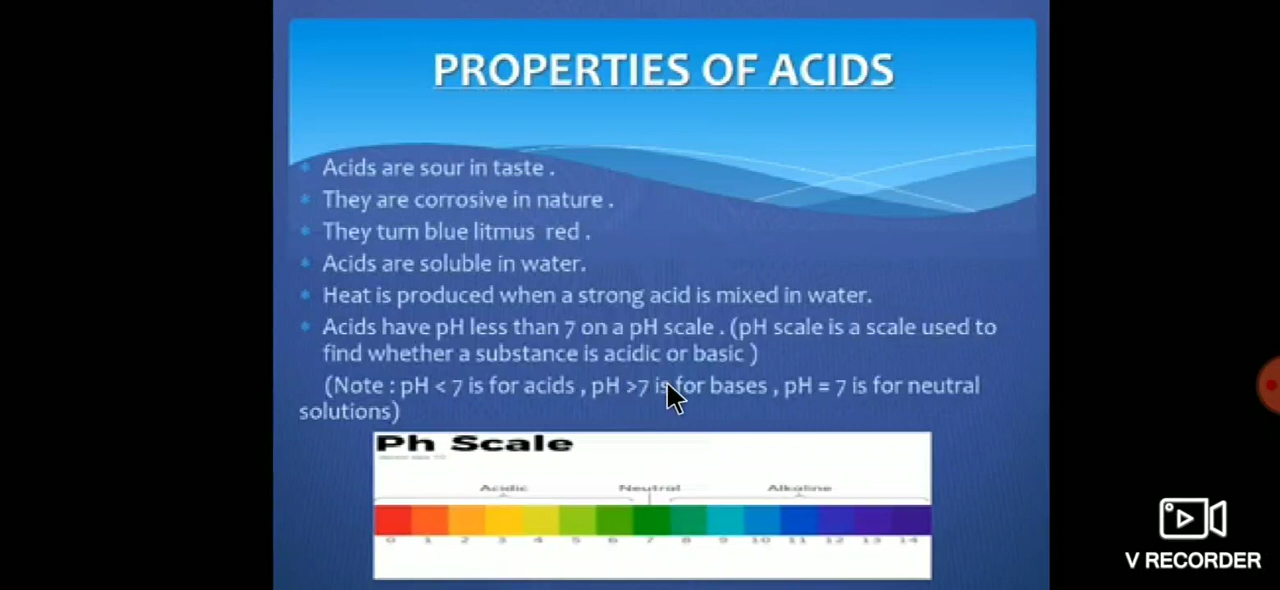 PROPERTIES OF ACIDS
Acids are sour in taste .
They are corrosive in nature .
They turn blue litmus red .
Acids are soluble in water.
Heat is produced when a strong acid is mixed in water.
Acids have pH less than 7 on a pH scale . (pH scale is a scale used to
find whether a substance is acidic or basic )
(Note : pH < 7 is for acids , pH >7 is for bases , pH = 7 is for neutral
solutions)
Ph Scale
Acidic Neutral Alkaline
0 1 2 3 4 5 6 7 8 9 10 11 12 13 14
V RECORDER